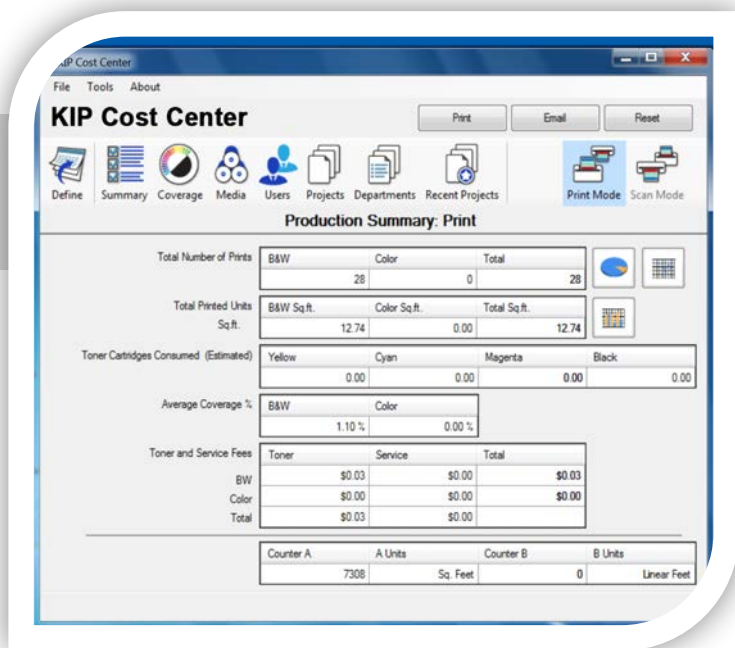 KIP Cost Center
File Tools About
KIP Cost Center
Print Email Reset
Define Summary Coverage Media Users Projects Departments Recent Projects Print Mode Scan Mode
Production Summary: Print
Total Number of Prints B&W Color Total
28 0 28
Total Printed Units B&W Sq.ft. Color Sq.ft. Total Sq.ft.
Sq.ft. 12.74 0.00 12.74
Toner Cartridges Consumed (Estimated) Yellow Cyan Magenta Black
0.00 0.00 0.00 0.00
Average Coverage % B&W Color
1.10 % 0.00 %
Toner and Service Fees Toner Service Total
BW $0.03 $0.00 $0.03
Color $0.00 $0.00 $0.00
Total $0.03 $0.00
Counter A A Units Counter B B Units
7308 Sq. Feet 0 Linear Feet